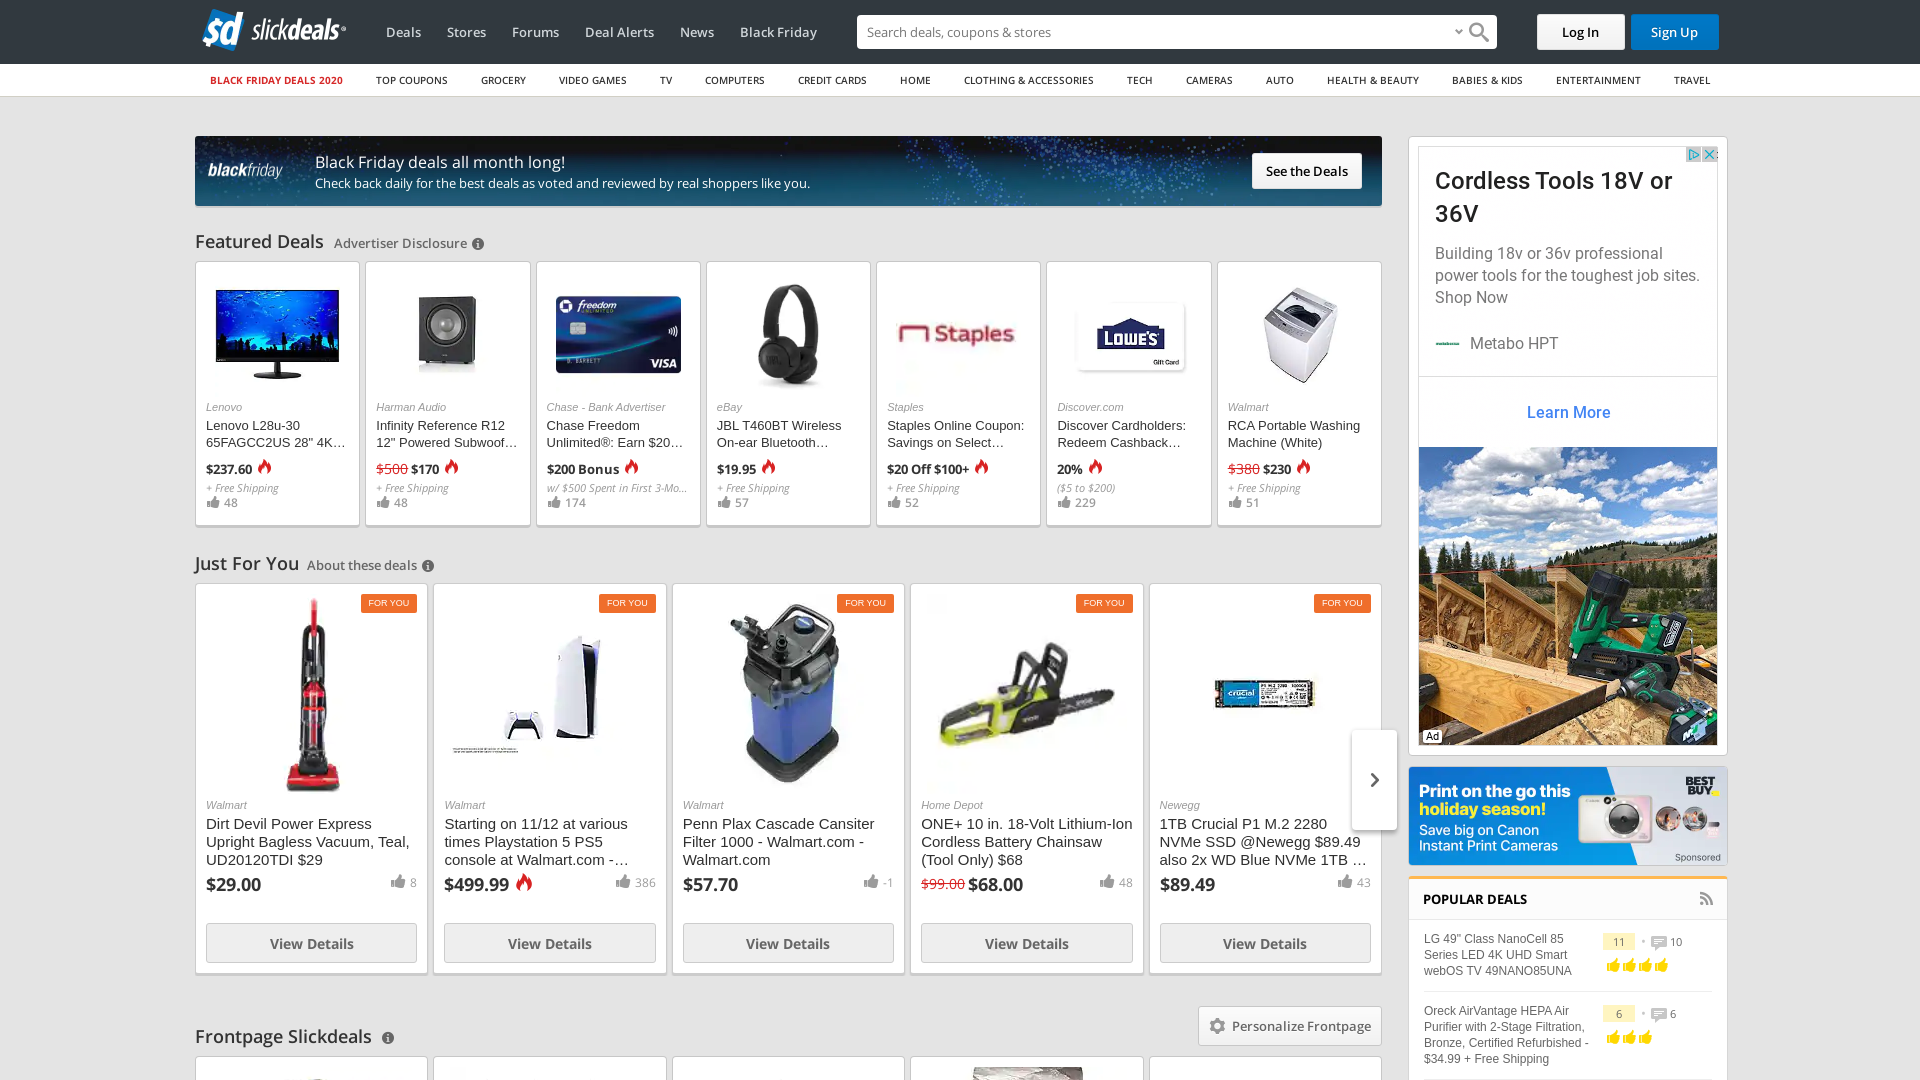 sd slickdeals
Deals
Stores
Forums
Deal Alerts
News
Black Friday
Search deals, coupons & shopping
Log In
Sign Up
BLACK FRIDAY DEALS 2020
TOP COUPONS
GROCERY
VIDEO GAMES
TV
COMPUTERS
CREDIT CARDS
HOME
CLOTHING & ACCESSORIES
TECH
CAMERAS
AUTO
HEALTH & BEAUTY
BABIES & KIDS
ENTERTAINMENT
TRAVEL
blackfriday
Black Friday deals all month long!
Check back daily for the best deals as voted and reviewed by real shoppers like you.
See the Deals
Featured Deals
Advertiser Disclosure
Lenovo
Lenovo L28u-30
65FAGCC2US 28" 4K…
$237.60
+ Free Shipping
48
Harman Audio
Infinity Reference R12
12" Powered Subwoof…
$500 $170
+ Free Shipping
48
freedom
UNLIMITED
VISA
Chase - Bank Advertiser
Chase Freedom
Unlimited®: Earn $20…
$200 Bonus
w/ $500 Spent in First 3-Mo...
174
eBay
JBL T460BT Wireless
On-ear Bluetooth…
$19.95
+ Free Shipping
57
Staples
Staples
Staples Online Coupon:
Savings on Select…
$20 Off $100+
+ Free Shipping
52
LOWE'S
Gift Card
Discover.com
Discover Cardholders:
Redeem Cashback…
20%
($5 to $200)
229
Walmart
RCA Portable Washing
Machine (White)
$380 $230
+ Free Shipping
51
Just For You
About these deals
FOR YOU
Walmart
Dirt Devil Power Express
Upright Bagless Vacuum, Teal,
UD20120TDI $29
$29.00
8
View Details
FOR YOU
Walmart
Starting on 11/12 at various
times Playstation 5 PS5
console at Walmart.com -…
$499.99
386
View Details
FOR YOU
Walmart
Penn Plax Cascade Cansiter
Filter 1000 - Walmart.com -
Walmart.com
$57.70
-1
View Details
FOR YOU
Home Depot
ONE+ 10 in. 18-Volt Lithium-Ion
Cordless Battery Chainsaw
(Tool Only) $68
$99.00 $68.00
48
View Details
FOR YOU
crucial
Newegg
1TB Crucial P1 M.2 2280
NVMe SSD @Newegg $89.49
also 2x WD Blue NVMe 1TB …
$89.49
43
View Details
Frontpage Slickdeals
Personalize Frontpage
Cordless Tools 18V or
36V
Building 18v or 36v professional
power tools for the toughest job sites.
Shop Now
Metabo HPT
Learn More
Ad
Print on the go this
holiday season!
Save big on Canon
Instant Print Cameras
BEST
BUY
Sponsored
POPULAR DEALS
LG 49" Class NanoCell 85
Series LED 4K UHD Smart
webOS TV 49NANO85UNA
11
10
Oreck AirVantage HEPA Air
Purifier with 2-Stage Filtration,
Bronze, Certified Refurbished -
$34.99 + Free Shipping
6
6